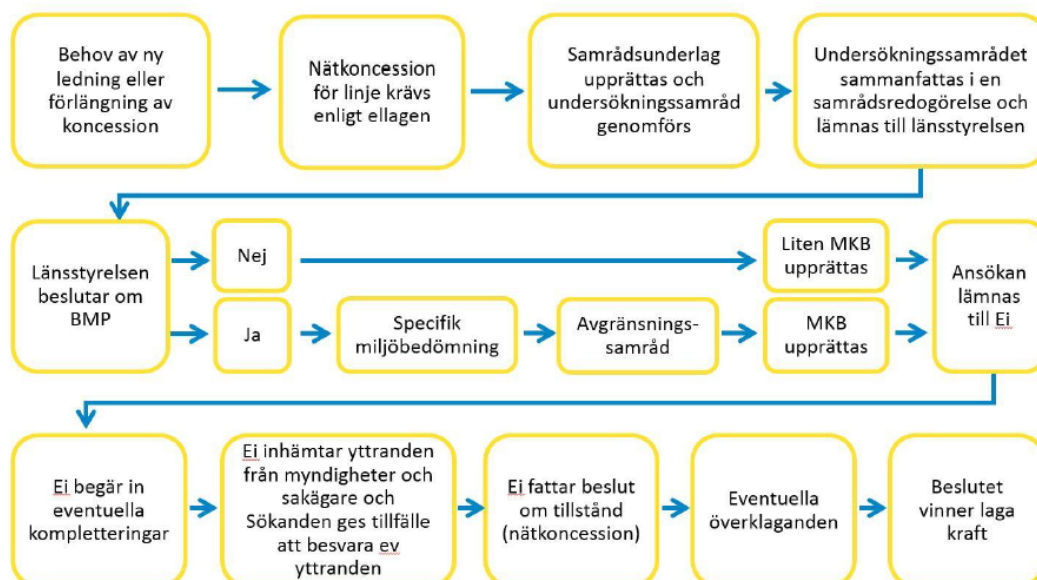 Behov av ny
ledning eller
förlängning av
koncession
Nätkoncession
för linje krävs
enligt ellagen
Samrådsunderlag
upprättas och
undersökningssamråd
genomförs
Undersökningssamrådet
sammanfattas i en
samrådsredogörelse och
lämnas till länsstyrelsen
Länsstyrelsen
beslutar om
BMP
Nej
Liten MKB
upprättas
Ja
Specifik
miljöbedömning
Avgränsnings-
samråd
MKB
upprättas
Ansökan
lämnas
till Ei
Ei begär in
eventuella
kompletteringar
Ei inhämtar yttranden
från myndigheter och
sakägare och
Sökanden ges tillfälle
att besvara ev
yttranden
Ei fattar beslut
om tillstånd
(nätkoncession)
Eventuella
överklaganden
Beslutet
vinner laga
kraft